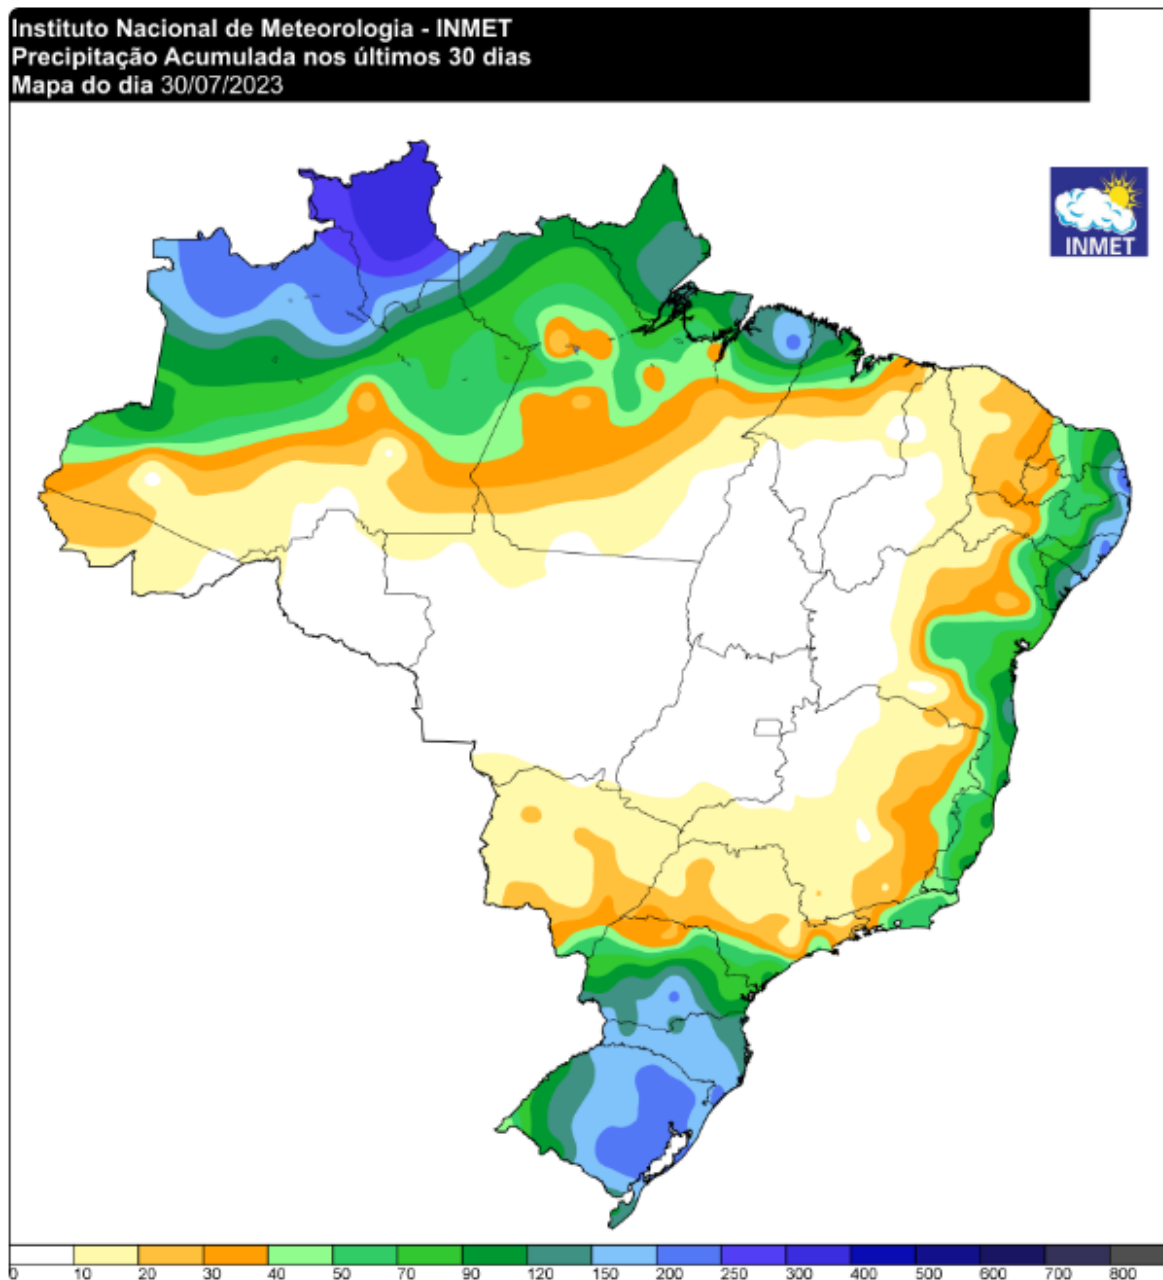 Instituto Nacional de Meteorologia - INMET
Precipitação Acumulada nos últimos 30 dias
Mapa do dia 30/07/2023
INMET
0 10 20 30 40 50 70 90 120 150 200 250 300 400 500 600 700 800